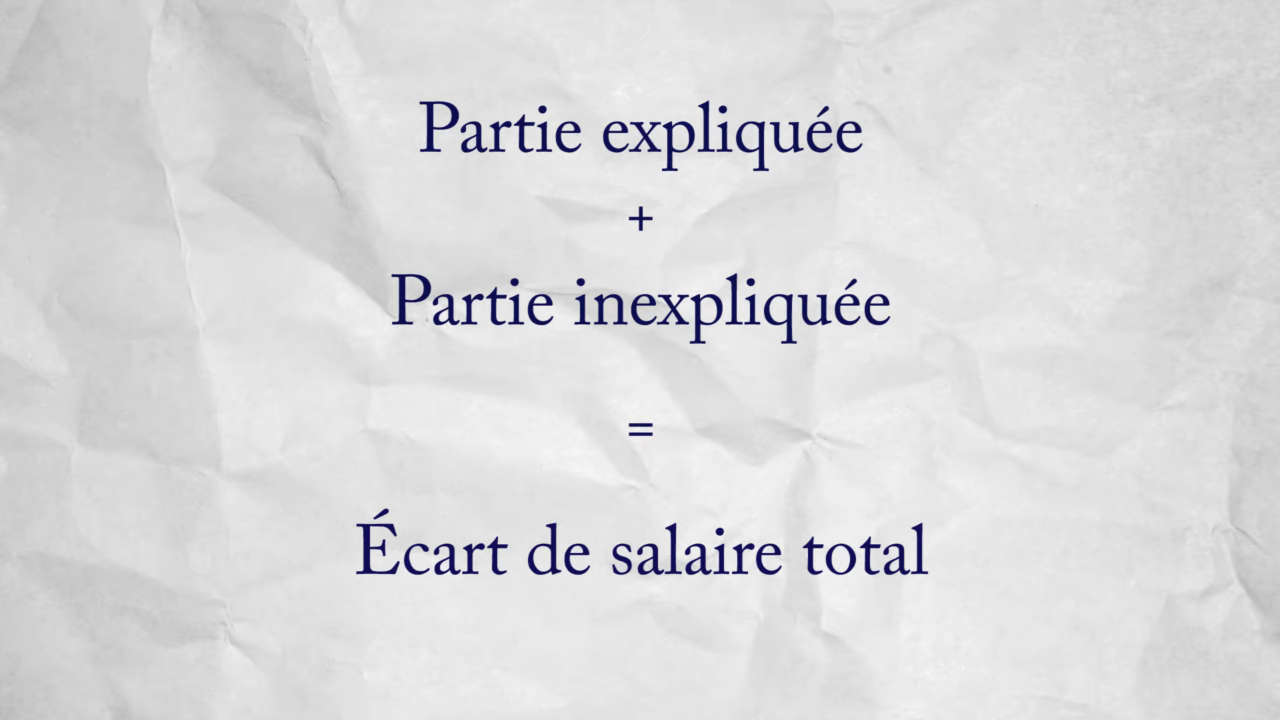 Partie expliquée
+
Partie inexpliquée
=
Écart de salaire total